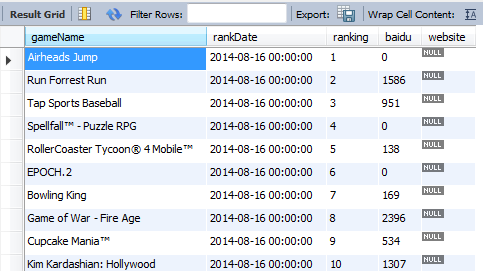 Result Grid Filter Rows: Export: Wrap Cell Content: IA
gameName rankDate ranking baidu website
Airheads Jump 2014-08-16 00:00:00 1 0 NULL
Run Forrest Run 2014-08-16 00:00:00 2 1586 NULL
Tap Sports Baseball 2014-08-16 00:00:00 3 951 NULL
Spellfall™ - Puzzle RPG 2014-08-16 00:00:00 4 0 NULL
RollerCoaster Tycoon® 4 Mobile™ 2014-08-16 00:00:00 5 138 NULL
EPOCH.2 2014-08-16 00:00:00 6 0 NULL
Bowling King 2014-08-16 00:00:00 7 169 NULL
Game of War - Fire Age 2014-08-16 00:00:00 8 2396 NULL
Cupcake Mania™ 2014-08-16 00:00:00 9 534 NULL
Kim Kardashian: Hollywood 2014-08-16 00:00:00 10 1307 NULL